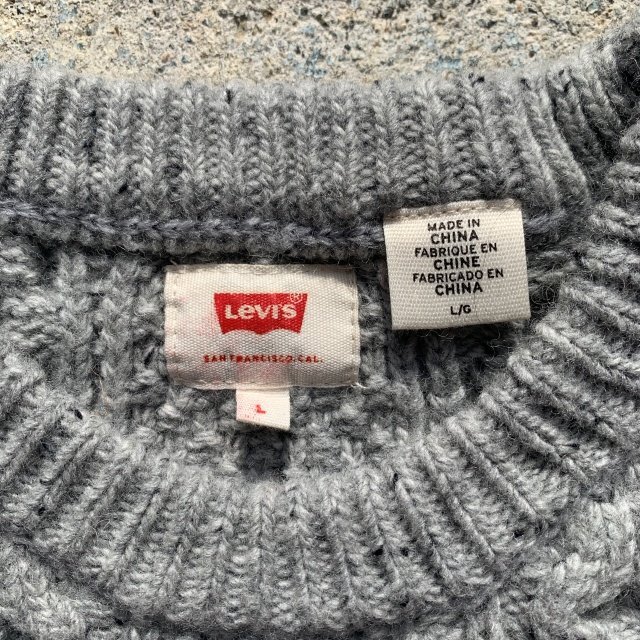 Levi's®
SAN FRANCISCO, CAL.
L
MADE IN
CHINA
FABRIQUE EN
CHINE
FABRICADO EN
CHINA
L/G